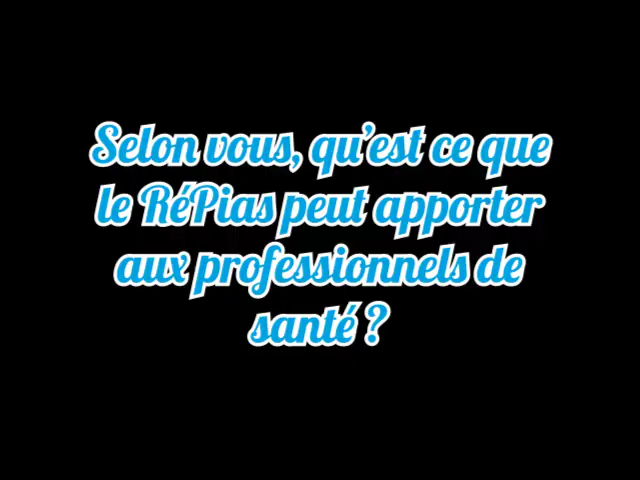 Selon vous, qu'est ce que
le RéPias peut apporter
aux professionnels de
santé ?